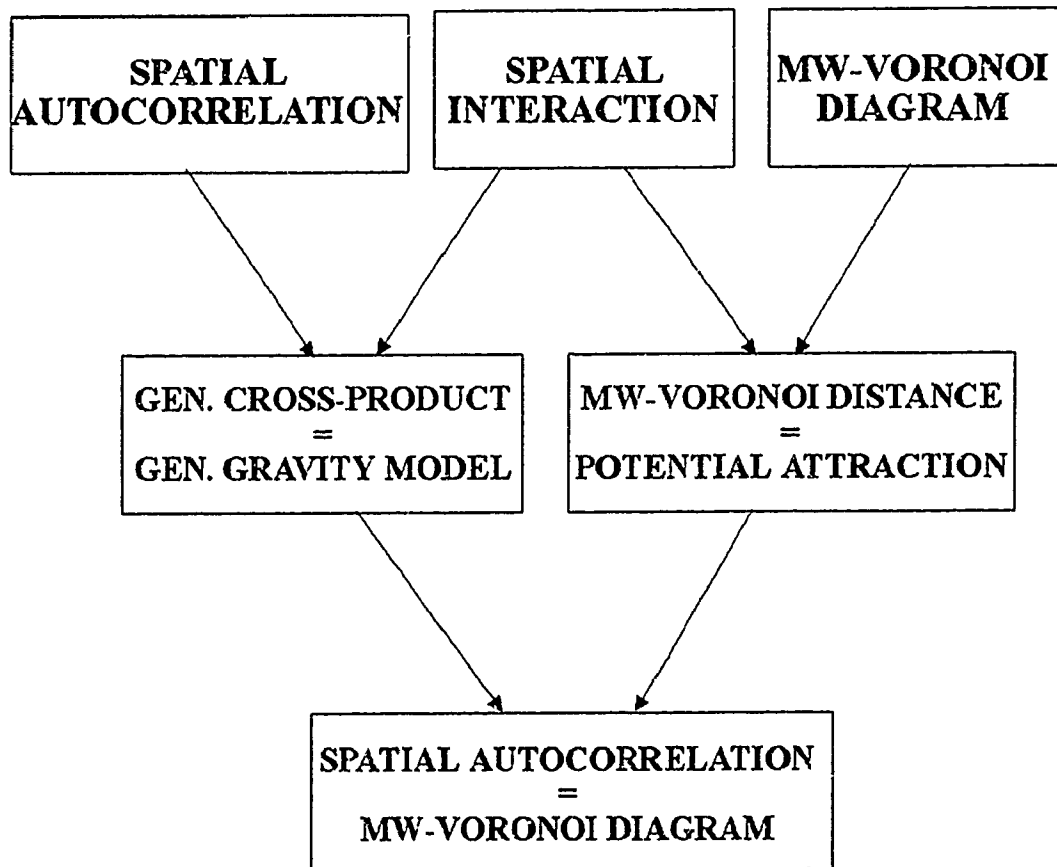 SPATIAL
AUTOCORRELATION
SPATIAL
INTERACTION
MW-VORONOI
DIAGRAM
GEN. CROSS-PRODUCT
=
GEN. GRAVITY MODEL
MW-VORONOI DISTANCE
=
POTENTIAL ATTRACTION
SPATIAL AUTOCORRELATION
=
MW-VORONOI DIAGRAM